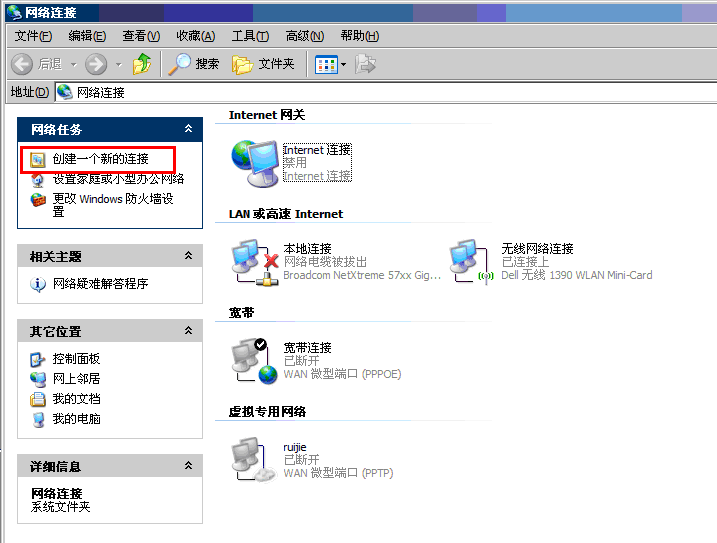 网络连接
文件(F) 编辑(E) 查看(V) 收藏(A) 工具(T) 高级(N) 帮助(H)
后退 搜索 文件夹
地址(D) 网络连接
网络任务
创建一个新的连接
设置家庭或小型办公网络
更改 Windows 防火墙设
置
相关主题
网络疑难解答程序
其它位置
控制面板
网上邻居
我的文档
我的电脑
详细信息
网络连接
系统文件夹
Internet 网关
Internet 连接
禁用
Internet 连接
LAN 或高速 Internet
本地连接
网络电缆被拔出
Broadcom NetXtreme 57xx Gig...
无线网络连接
已连接上
Dell 无线 1390 WLAN Mini-Card
宽带
宽带连接
已断开
WAN 微型端口 (PPPOE)
虚拟专用网络
ruijie
已断开
WAN 微型端口 (PPTP)